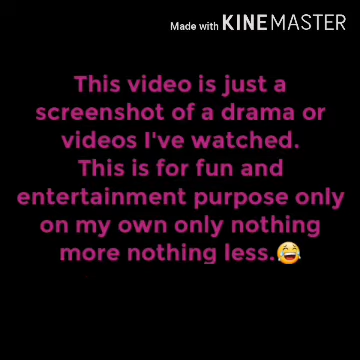 Made with KINEMASTER
This video is just a
screenshot of a drama or
videos I've watched.
This is for fun and
entertainment purpose only
on my own only nothing
more nothing less.😂